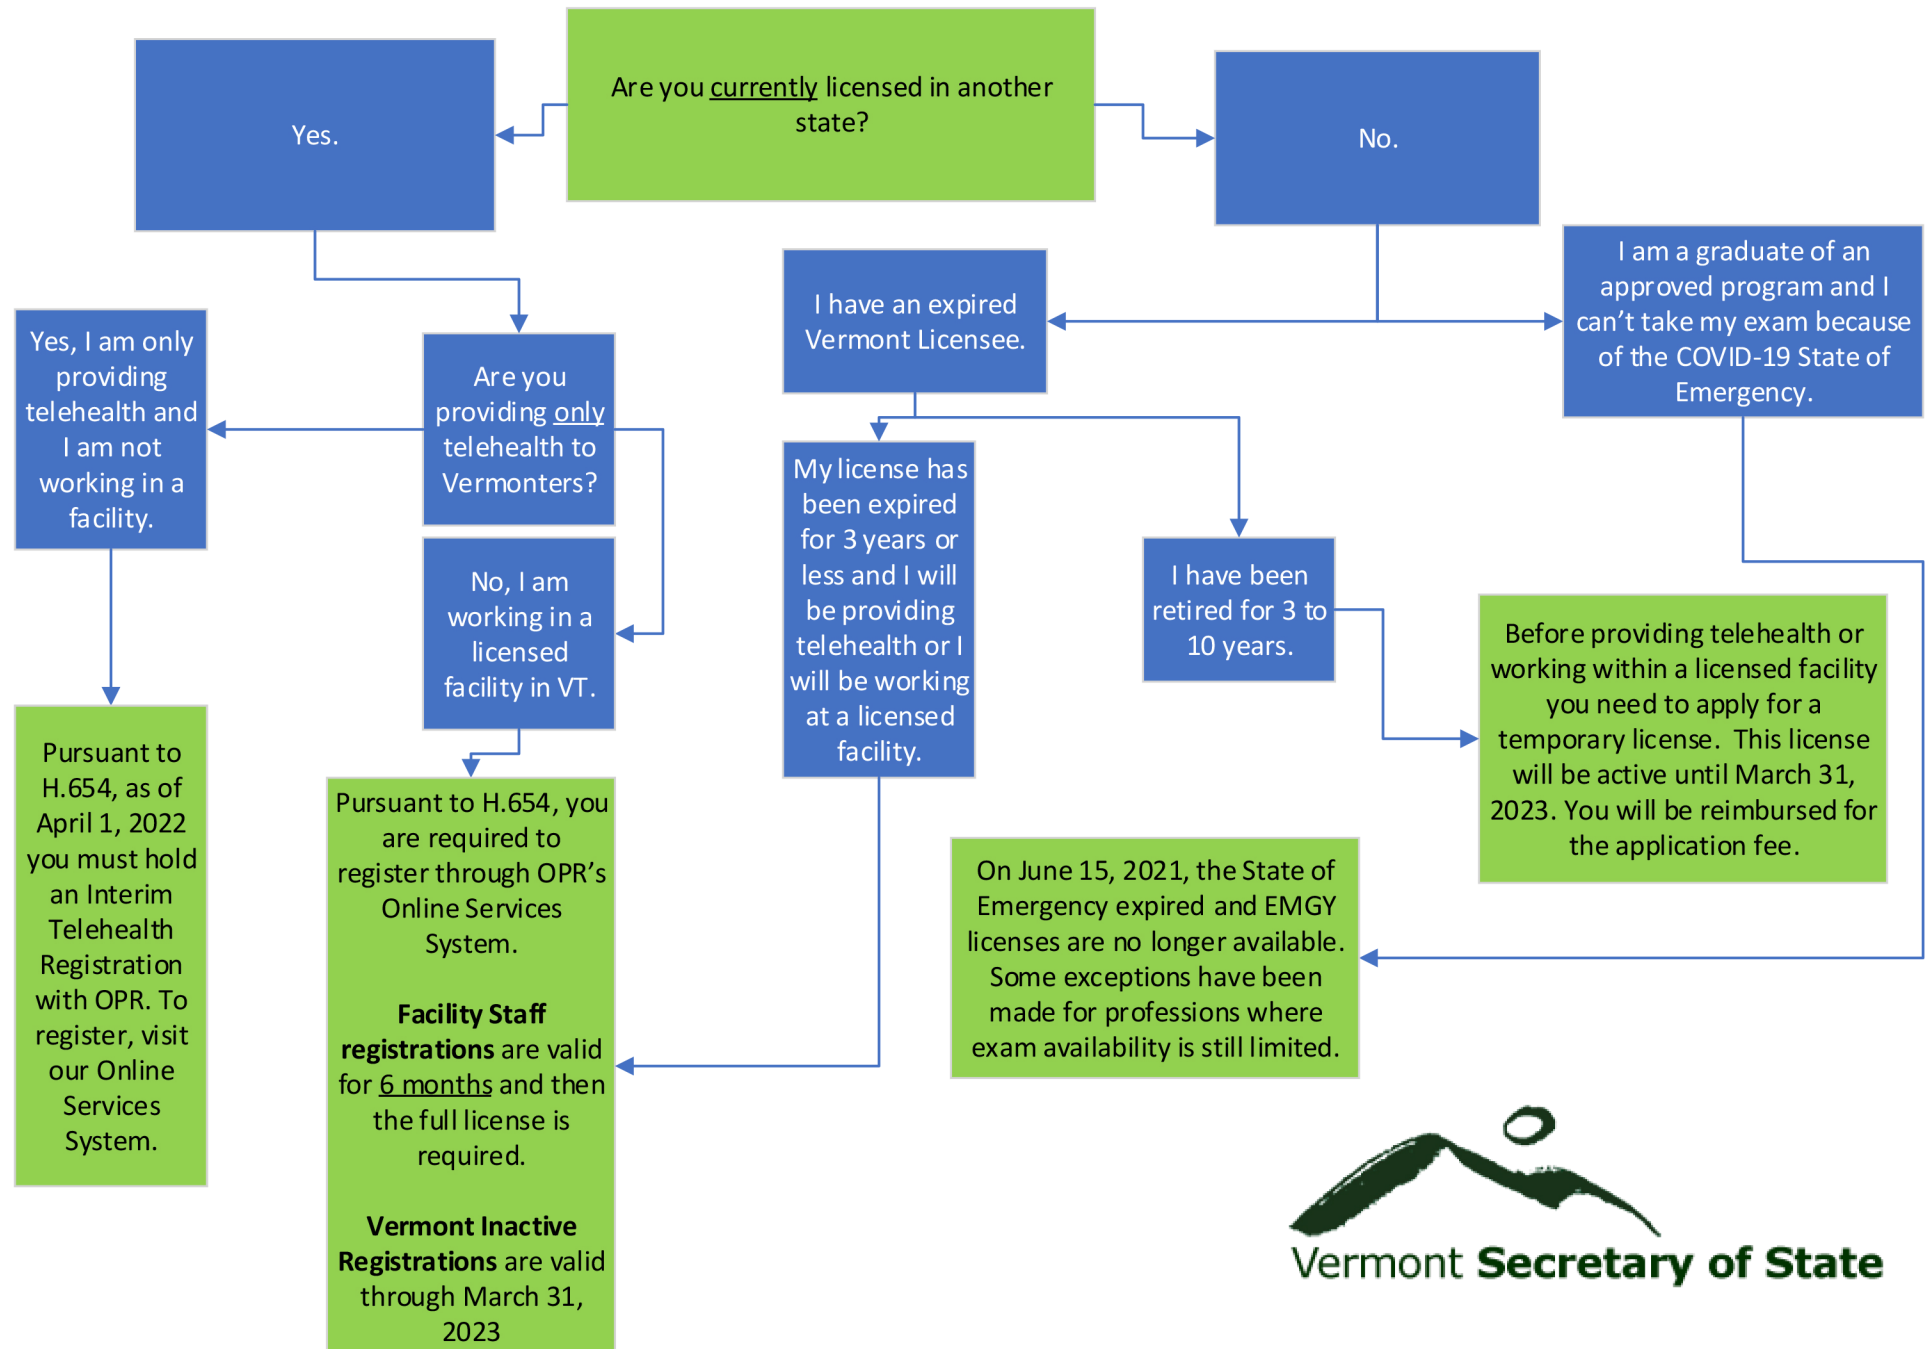 Are you currently licensed in another
state?
Yes.
No.
I am a graduate of an
approved program and I
can't take my exam because
of the COVID-19 State of
Emergency.
I have an expired
Vermont Licensee.
Yes, I am only
providing
telehealth and
I am not
working in a
facility.
Are you
providing only
telehealth to
Vermonters?
My license has
been expired
for 3 years or
less and I will
be providing
telehealth or I
will be working
at a licensed
facility.
No, I am
working in a
licensed
facility in VT.
I have been
retired for 3 to
10 years.
Before providing telehealth or
working within a licensed facility
you need to apply for a
temporary license.  This license
will be active until March 31,
2023. You will be reimbursed for
the application fee.
Pursuant to
H.654, as of
April 1, 2022
you must hold
an Interim
Telehealth
Registration
with OPR. To
register, visit
our Online
Services
System.
Pursuant to H.654, you
are required to
register through OPR's
Online Services
System.
Facility Staff
registrations are valid
for 6 months and then
the full license is
required.
Vermont Inactive
Registrations are valid
through March 31,
2023
On June 15, 2021, the State of
Emergency expired and EMGY
licenses are no longer available.
Some exceptions have been
made for professions where
exam availability is still limited.
Vermont Secretary of State